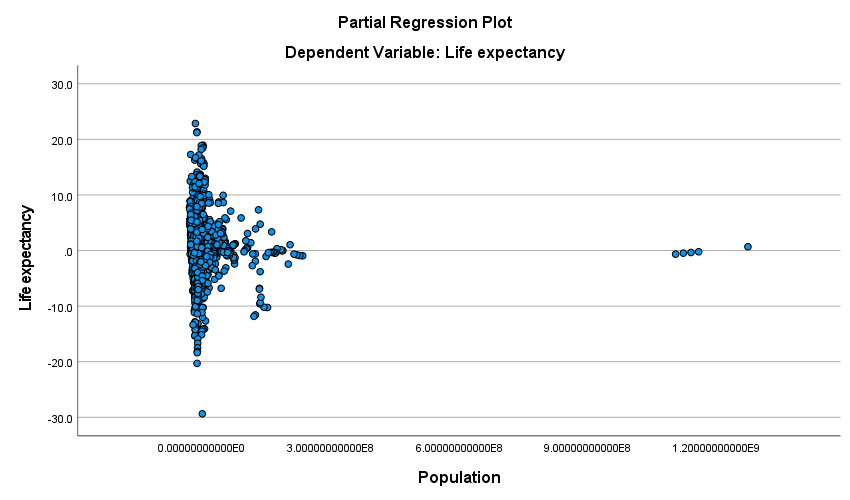 Partial Regression Plot
Dependent Variable: Life expectancy
30.0
20.0
10.0
.0
-10.0
-20.0
-30.0
Life expectancy
0.00000000000E0 3.00000000000E8 6.00000000000E8 9.00000000000E8 1.20000000000E9
Population